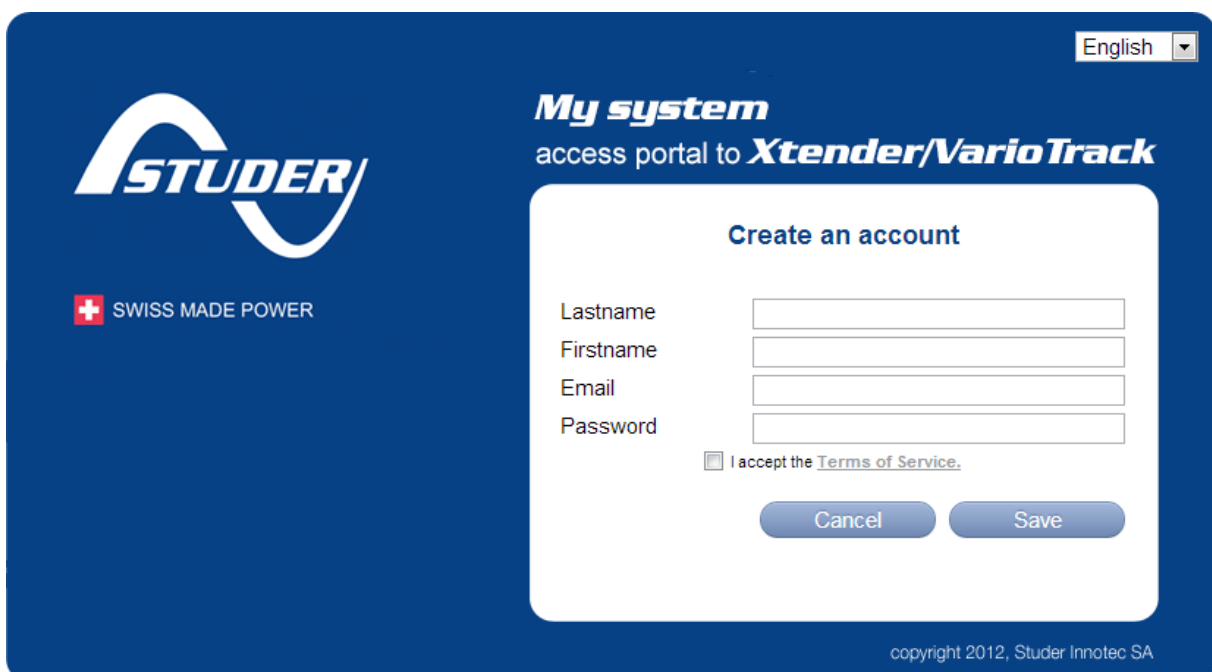 English
STUDER
SWISS MADE POWER
My system
access portal to Xtender/VarioTrack
Create an account
Lastname
Firstname
Email
Password
I accept the Terms of Service.
Cancel
Save
copyright 2012, Studer Innotec SA